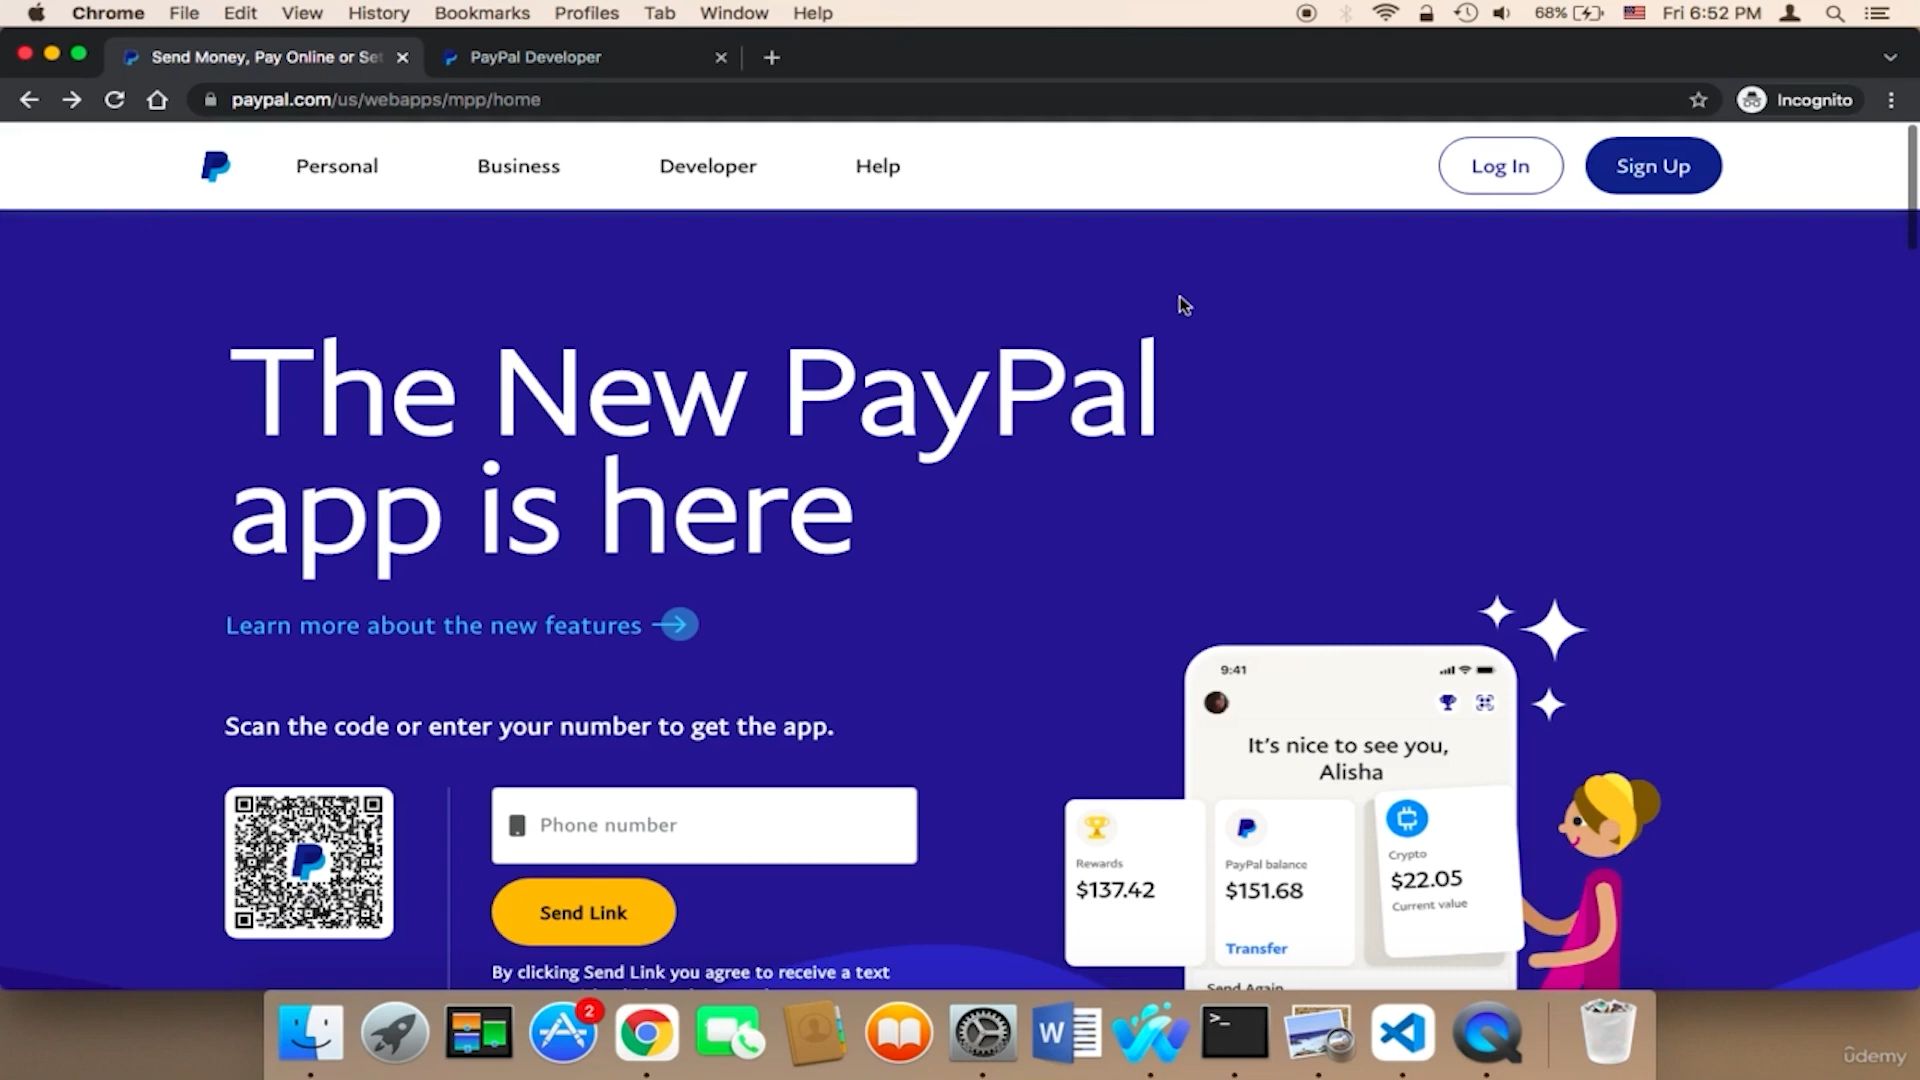 Chrome File Edit View History Bookmarks Profiles Tab Window Help 68% Fri 6:52 PM
Send Money, Pay Online or Set PayPal Developer
paypal.com/us/webapps/mpp/home Incognito
Personal Business Developer Help Log In Sign Up
The New PayPal
app is here
Learn more about the new features
Scan the code or enter your number to get the app.
Phone number
Send Link
By clicking Send Link you agree to receive a text
9:41
It's nice to see you,
Alisha
Rewards
$137.42
PayPal balance
$151.68
Transfer
Crypto
$22.05
Current value
Send Again
2
W
>_
ûdemy